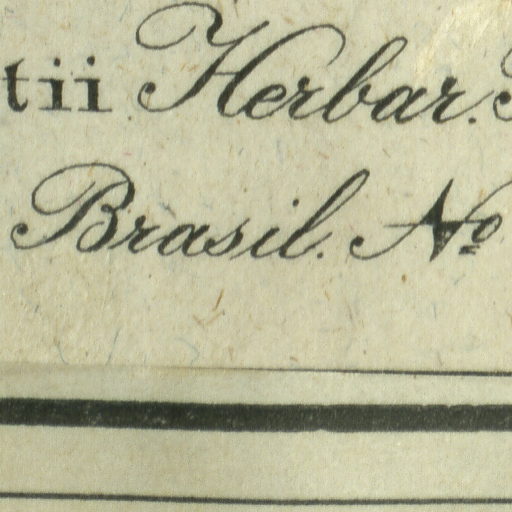 tii Herbar.
Brasil. No